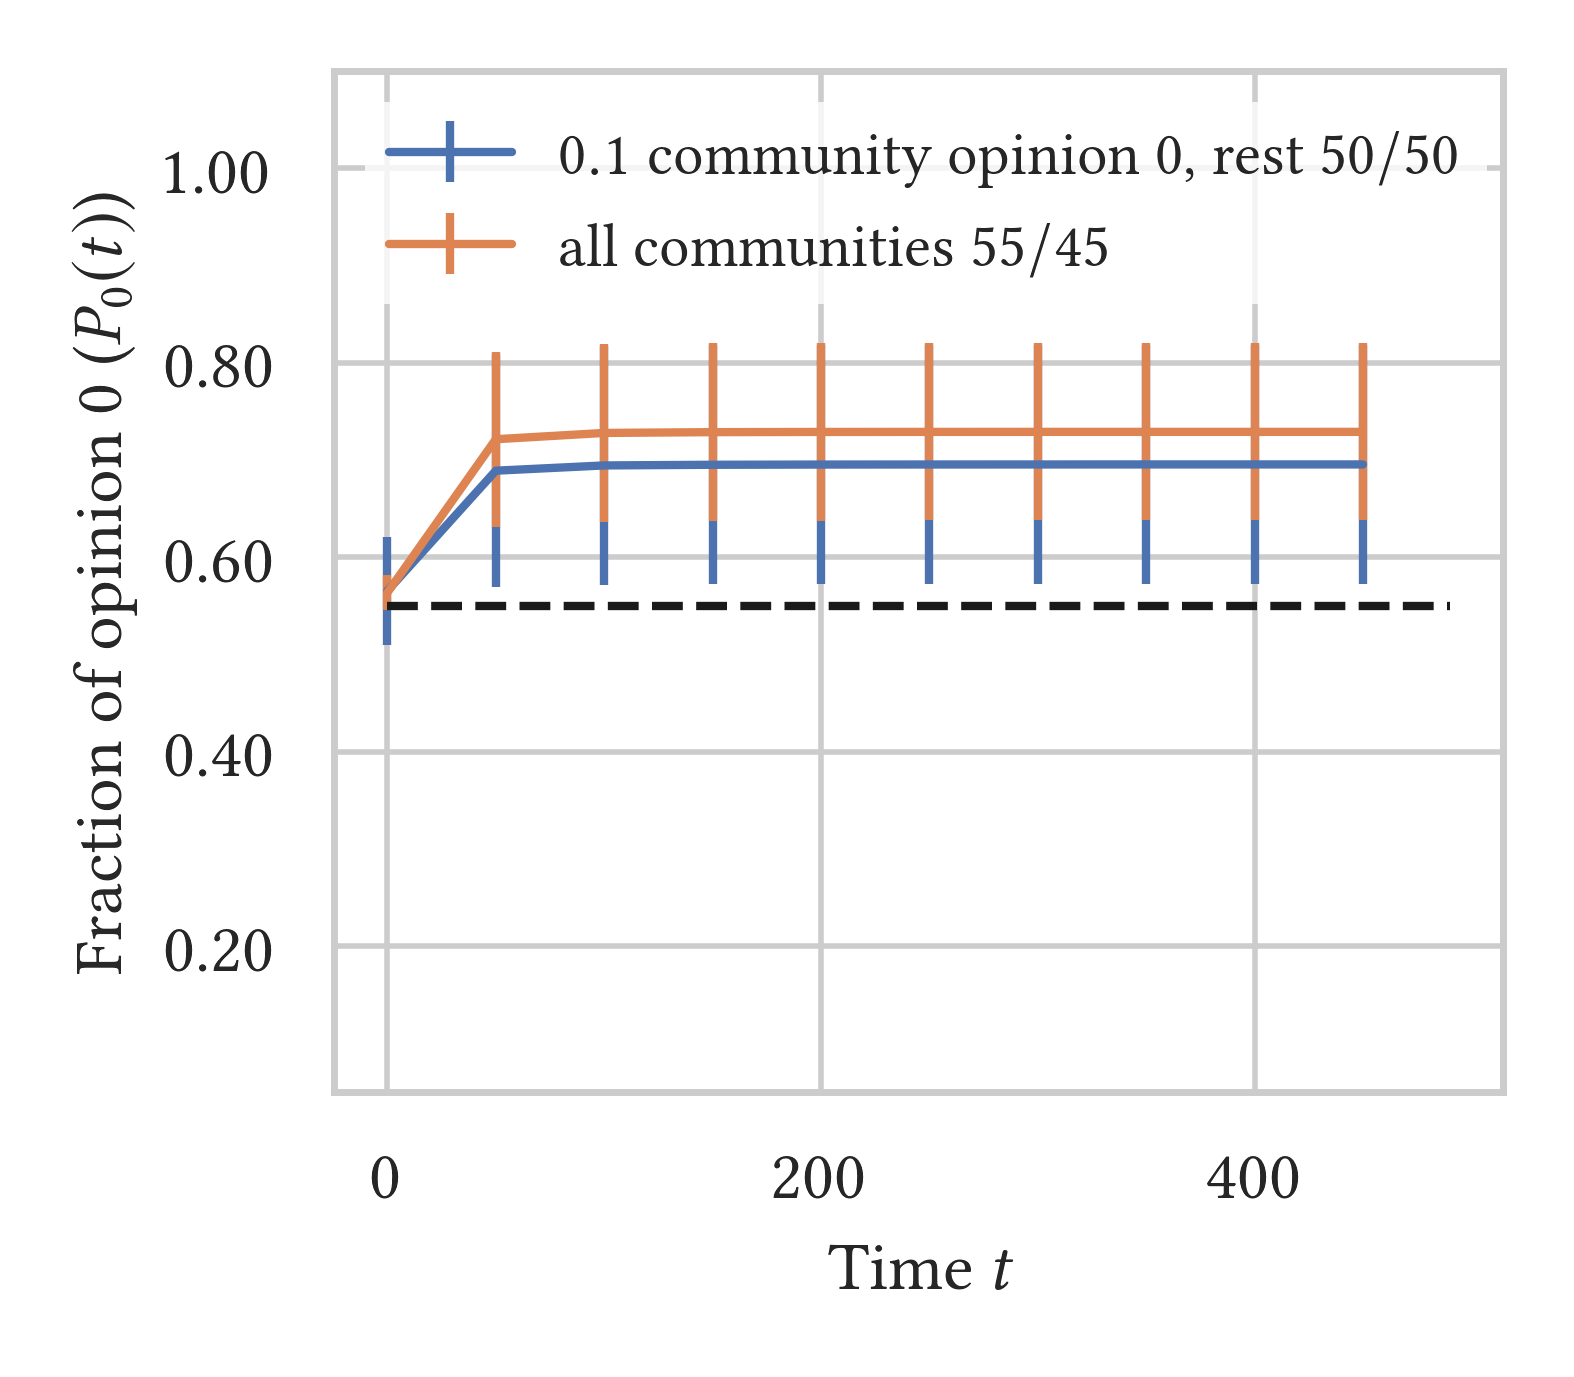 0.1 community opinion 0, rest 50/50
all communities 55/45
Fraction of opinion 0 (P₀(t))
1.00
0.80
0.60
0.40
0.20
0 200 400
Time t